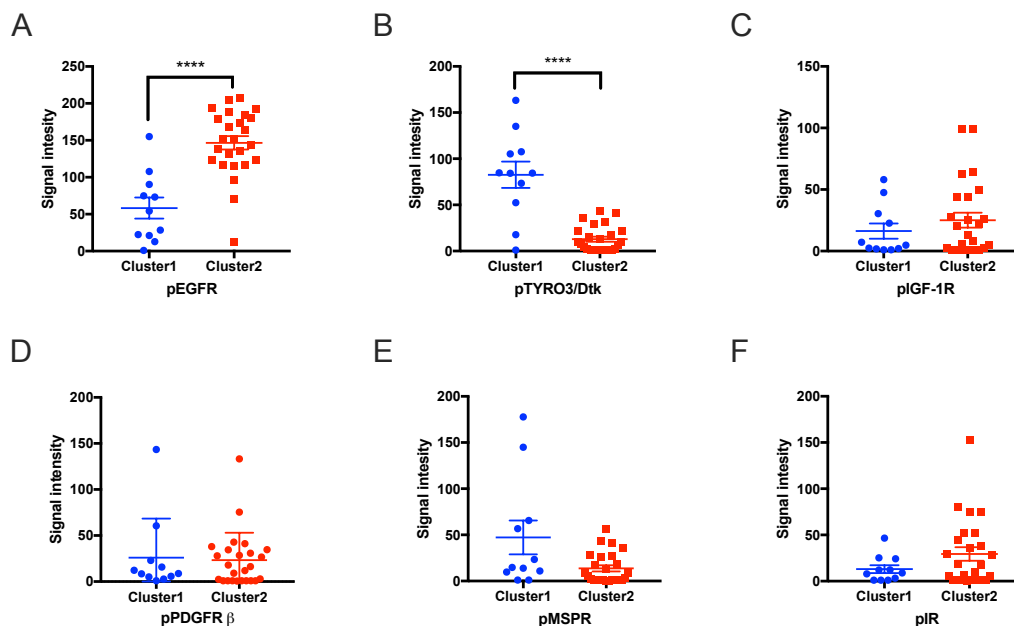 A
B
C
250
200
150
100
50
0
Signal intesity
****
Cluster1 Cluster2
pEGFR
200
150
100
50
0
Signal intesity
****
Cluster1 Cluster2
pTYRO3/Dtk
150
100
50
0
Signal intesity
Cluster1 Cluster2
pIGF-1R
D
E
F
200
150
100
50
0
Signal intensity
Cluster1 Cluster2
pPDGFR β
200
150
100
50
0
Signal intesity
Cluster1 Cluster2
pMSPR
200
150
100
50
0
Signal intesity
Cluster1 Cluster2
pIR